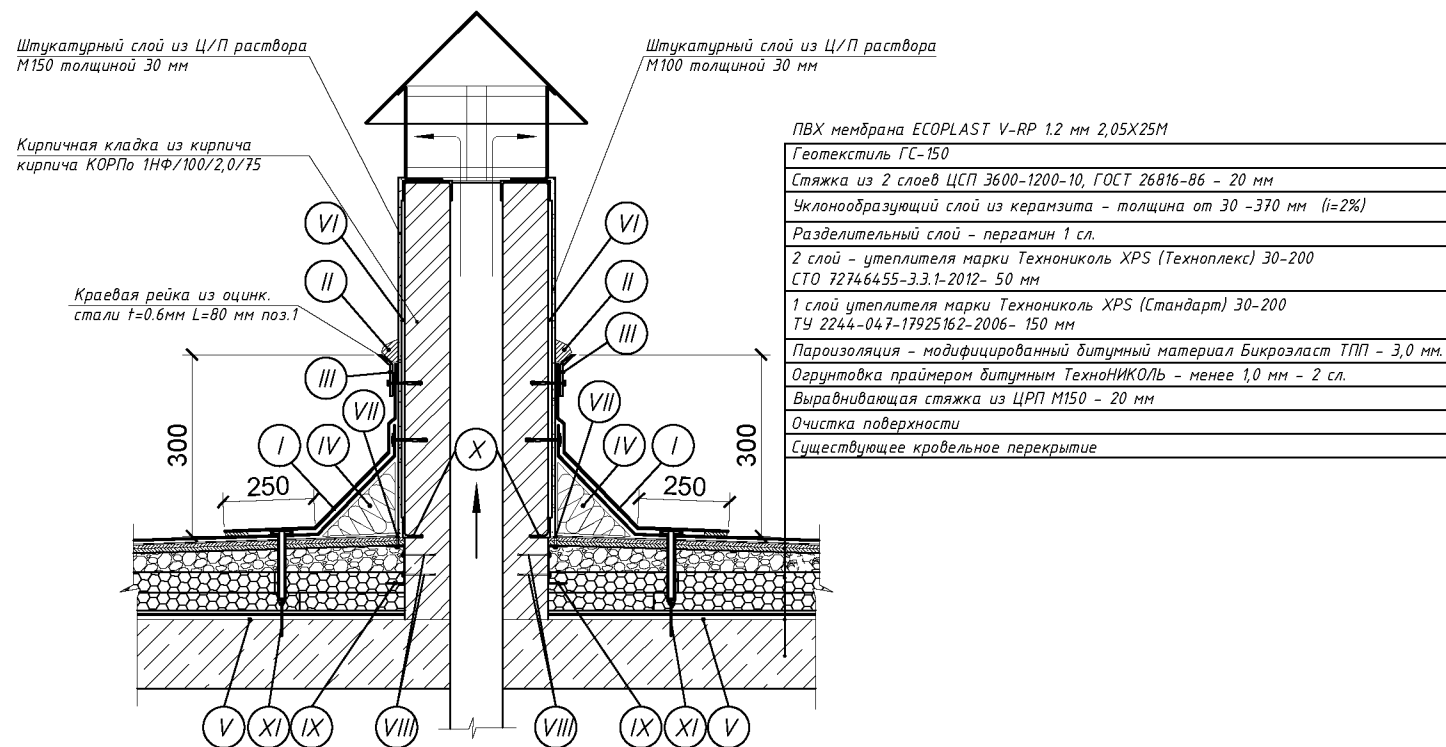 Штукатурный слой из Ц/П раствора
М150 толщиной 30 мм
Штукатурный слой из Ц/П раствора
М100 толщиной 30 мм
Кирпичная кладка из кирпича
кирпича КОРПо 1НФ/100/2,0/75
Краевая рейка из оцинк.
стали t=0.6мм L=80 мм поз.1
ПВХ мембрана ECOPLAST V-RP 1.2 мм 2,05Х25М
Геотекстиль ГС-150
Стяжка из 2 слоев ЦСП 3600-1200-10, ГОСТ 26816-86 - 20 мм
Уклонообразующий слой из керамзита - толщина от 30 -370 мм (i=2%)
Разделительный слой - пергамин 1 сл.
2 слой - утеплителя марки Технониколь XPS (Техноплекс) 30-200
СТО 72746455-3.3.1-2012- 50 мм
1 слой утеплителя марки Технониколь XPS (Стандарт) 30-200
ТУ 2244-047-17925162-2006- 150 мм
Пароизоляция - модифицированный битумный материал Бикроэласт ТПП - 3,0 мм.
Огрунтовка праймером битумным ТехноНИКОЛЬ - менее 1,0 мм - 2 сл.
Выравнивающая стяжка из ЦРП М150 - 20 мм
Очистка поверхности
Существующее кровельное перекрытие
VI
VI
II
II
III
III
VII
VII
I
IV
X
IV
I
300
250
250
300
V
XI
IX
VIII
VIII
IX
XI
V